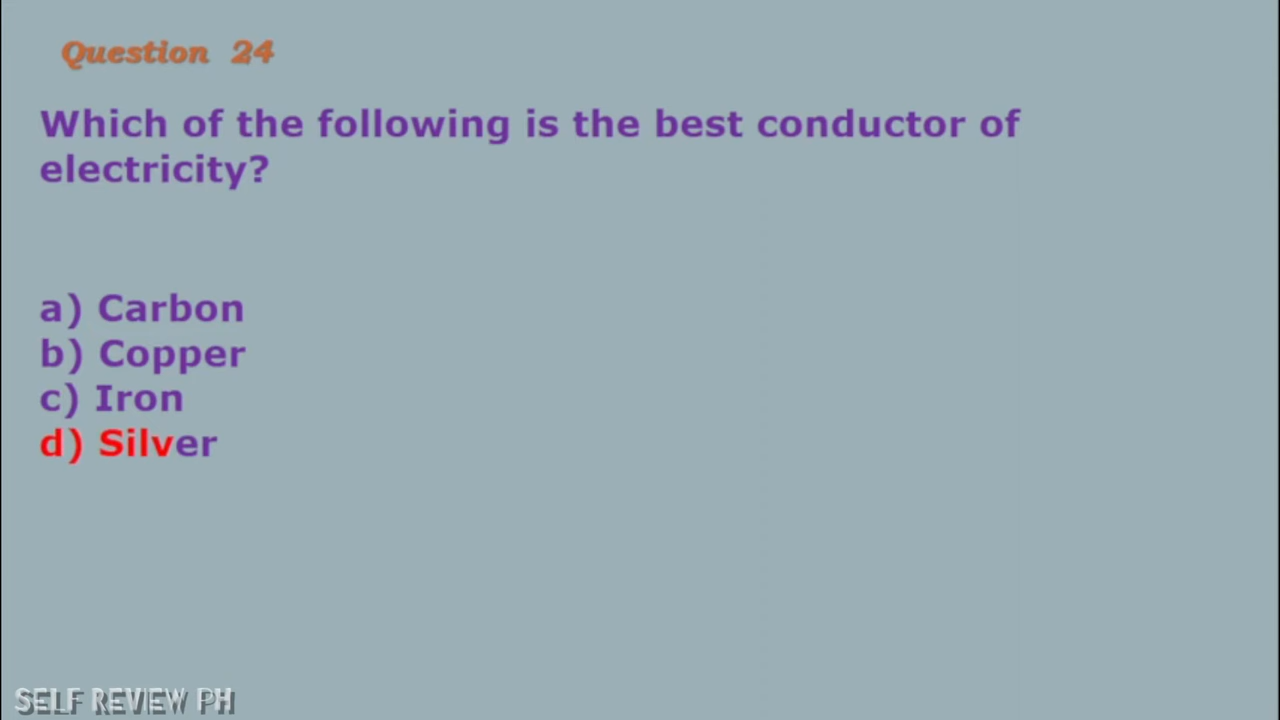 Question 24
Which of the following is the best conductor of
electricity?
a) Carbon
b) Copper
c) Iron
d) Silver
SELF REVIEW PH